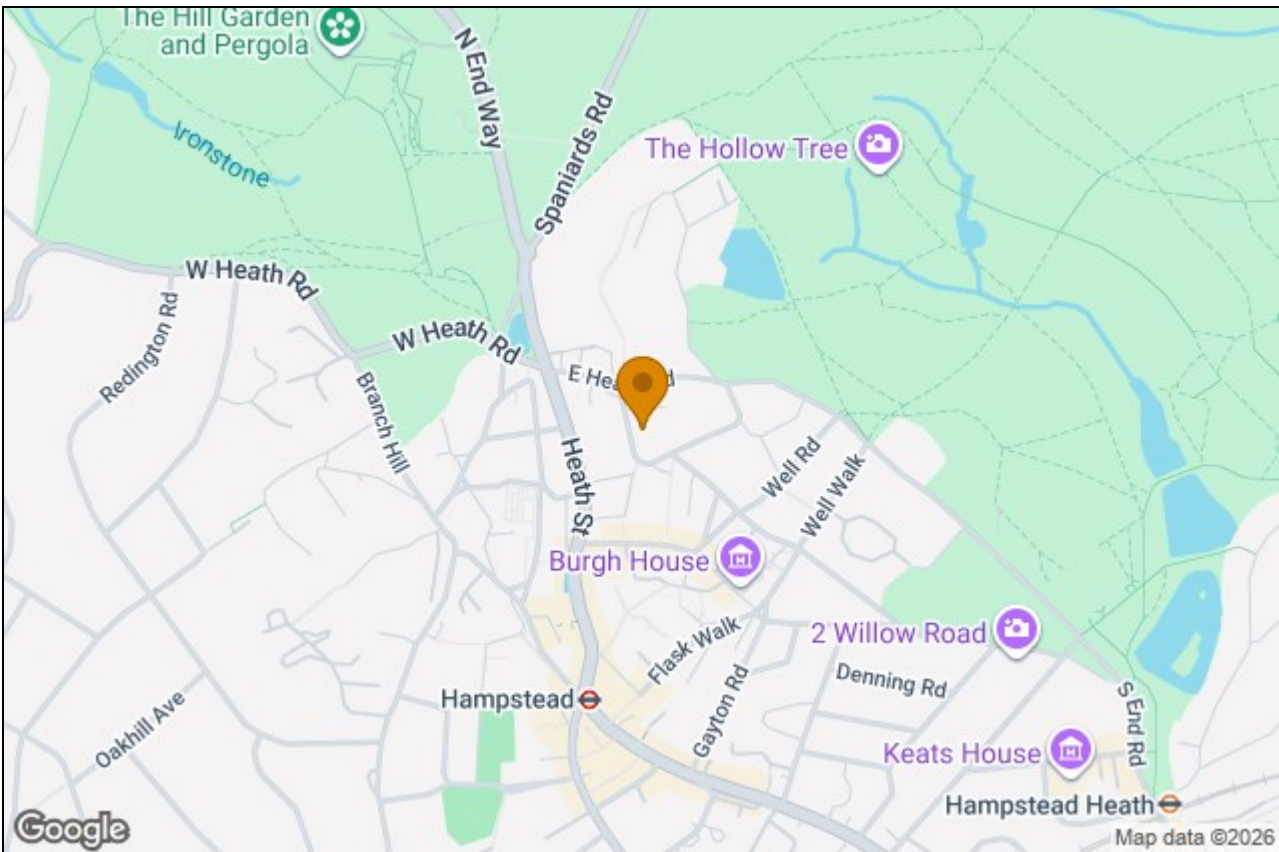 The Hill Garden
and Pergola
N End Way
Spaniards Rd
The Hollow Tree
Ironstone
W Heath Rd
W Heath Rd
Redington Rd
Branch Hill
Heath St
Well Rd
Well Walk
Burgh House
2 Willow Road
Flask Walk
Denning Rd
Hampstead
Gayton Rd
S End Rd
Oakhill Ave
Keats House
Hampstead Heath
Google
Map data ©2026